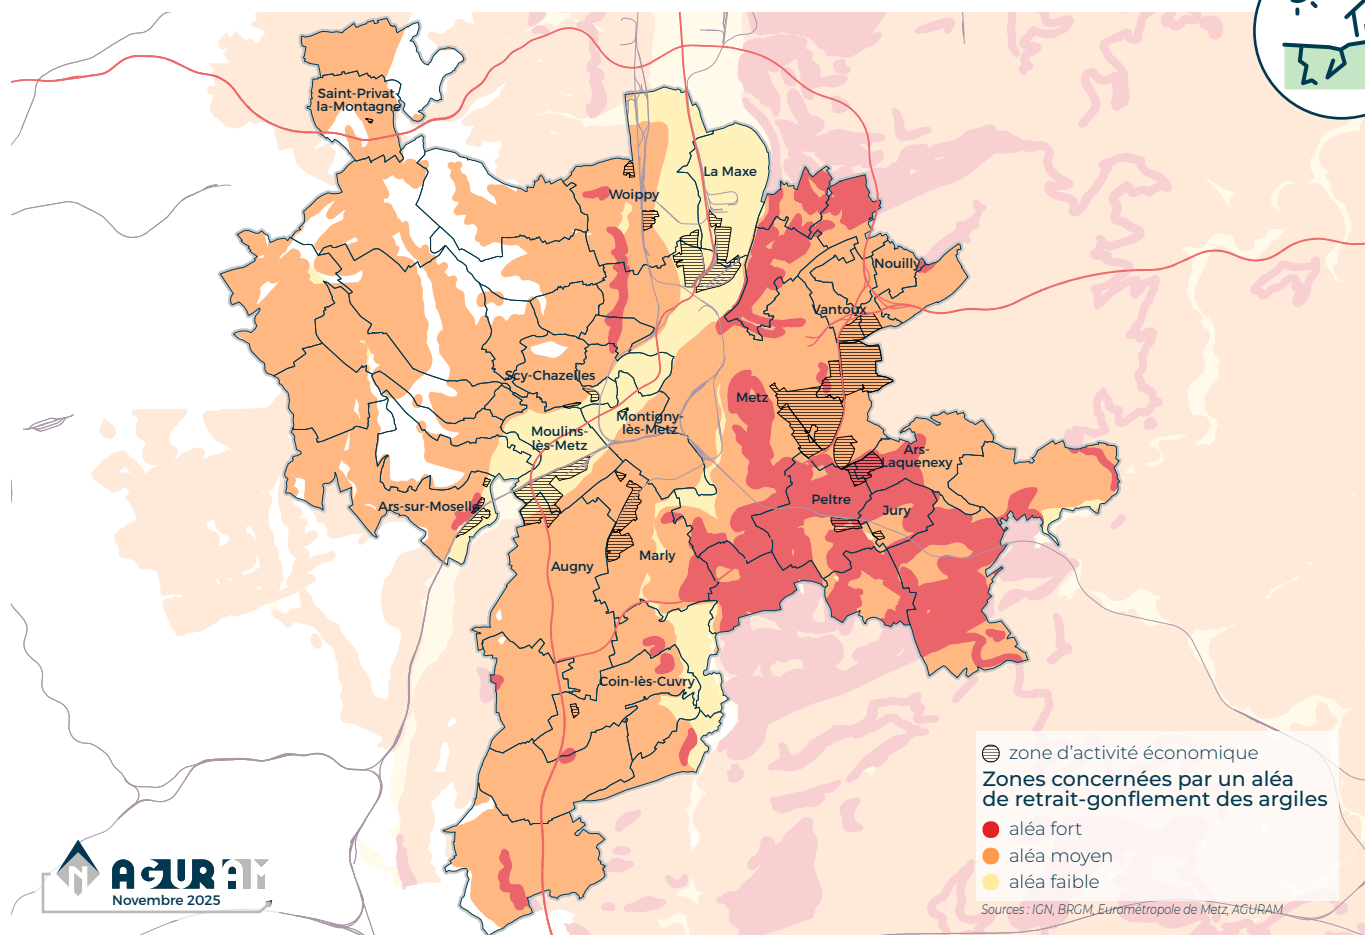 Saint-Privat
la-Montagne
La Maxe
Woippy
Nouilly
Vantoux
Scy-Chazelles
Metz
Montigny-
lès-Metz
Moulins-
lès-Metz
Ars-
Laquenexy
Peltre
Ars-sur-Moselle
Jury
Marly
Augny
Coin-lès-Cuvry
zone d'activité économique
Zones concernées par un aléa
de retrait-gonflement des argiles
aléa fort
aléa moyen
aléa faible
Sources : IGN, BRGM, Eurométropole de Metz, AGURAM
N
AGURAM
Novembre 2025